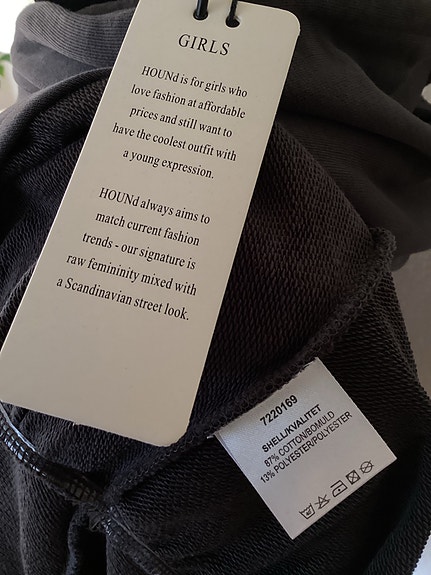 GIRLS
HOUNd is for girls who
love fashion at affordable
prices and still want to
have the coolest outfit with
a young expression.
HOUNd always aims to
match current fashion
trends - our signature is
raw femininity mixed with
a Scandinavian street look.
7220169
SHELL/KVALITET
87% COTTON/BOMULD
13% POLYESTER/POLYESTER